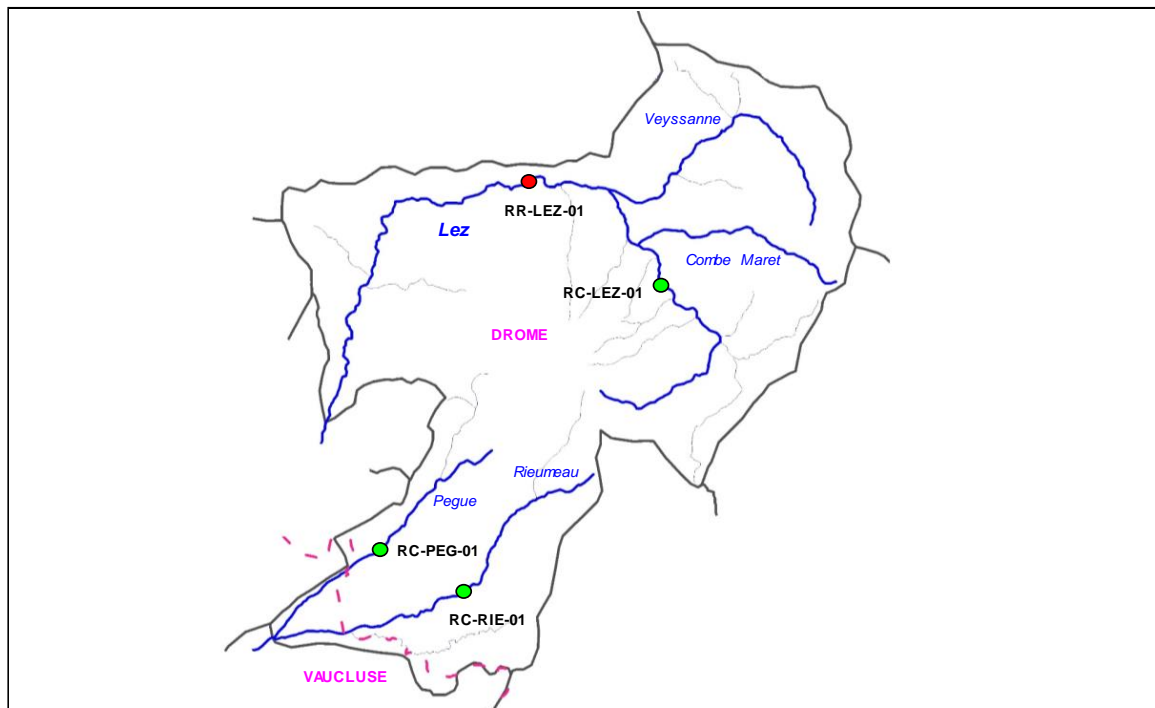 Veyssanne
RR-LEZ-01
Lez
Combe Maret
RC-LEZ-01
DROME
Rieumeau
Pegue
RC-PEG-01
RC-RIE-01
VAUCLUSE